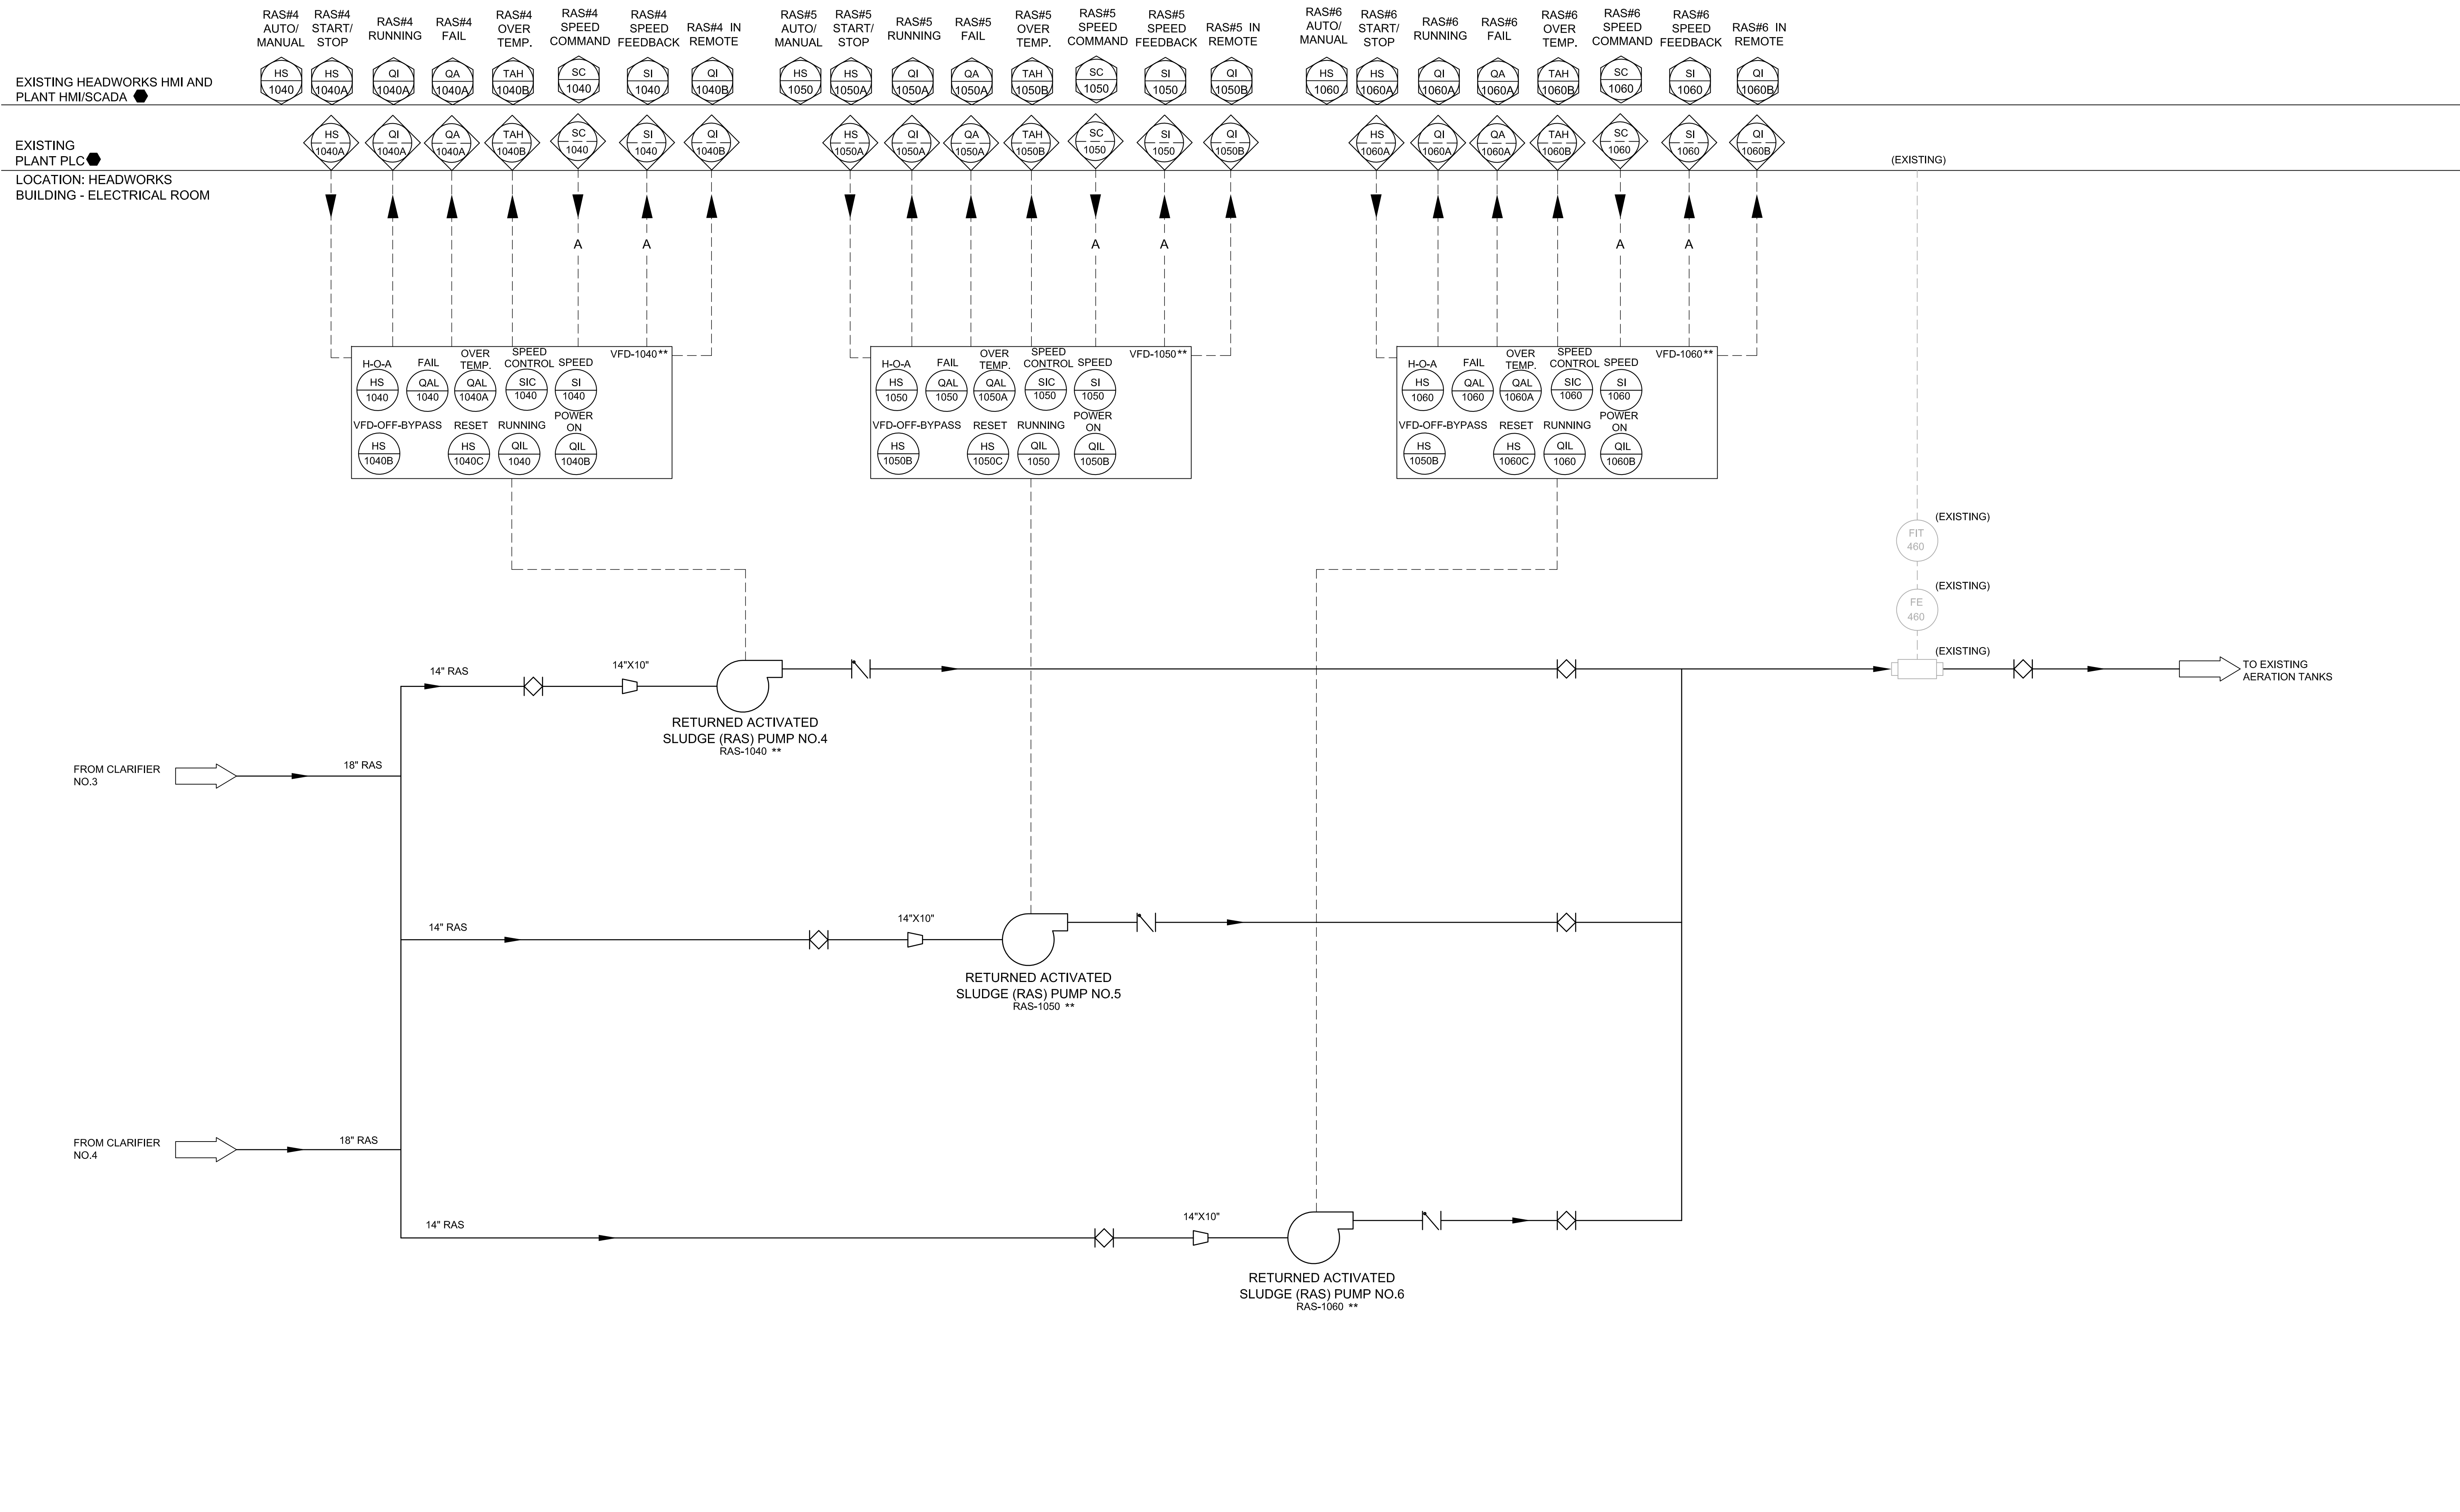 RAS#4
AUTO/
MANUAL
RAS#4
START/
STOP
RAS#4
RUNNING
RAS#4
FAIL
RAS#4
OVER
TEMP.
RAS#4
SPEED
COMMAND
RAS#4
SPEED
FEEDBACK
RAS#4 IN
REMOTE
RAS#5
AUTO/
MANUAL
RAS#5
START/
STOP
RAS#5
RUNNING
RAS#5
FAIL
RAS#5
OVER
TEMP.
RAS#5
SPEED
COMMAND
RAS#5
SPEED
FEEDBACK
RAS#5 IN
REMOTE
RAS#6
AUTO/
MANUAL
RAS#6
START/
STOP
RAS#6
RUNNING
RAS#6
FAIL
RAS#6
OVER
TEMP.
RAS#6
SPEED
COMMAND
RAS#6
SPEED
FEEDBACK
RAS#6 IN
REMOTE
EXISTING HEADWORKS HMI AND
PLANT HMI/SCADA
HS
1040
HS
1040A
QI
1040A
QA
1040A
TAH
1040B
SC
1040
SI
1040
QI
1040B
HS
1050
HS
1050A
QI
1050A
QA
1050A
TAH
1050B
SC
1050
SI
1050
QI
1050B
HS
1060
HS
1060A
QI
1060A
QA
1060A
TAH
1060B
SC
1060
SI
1060
QI
1060B
EXISTING
PLANT PLC
HS
1040A
QI
1040A
QA
1040A
TAH
1040B
SC
1040
SI
1040
QI
1040B
HS
1050A
QI
1050A
QA
1050A
TAH
1050B
SC
1050
SI
1050
QI
1050B
HS
1060A
QI
1060A
QA
1060A
TAH
1060B
SC
1060
SI
1060
QI
1060B
(EXISTING)
LOCATION: HEADWORKS
BUILDING - ELECTRICAL ROOM
A
A
A
A
A
A
VFD-1040**
H-O-A
HS
1040
FAIL
QAL
1040
OVER
TEMP.
QAL
1040A
SPEED
CONTROL
SIC
1040
SPEED
SI
1040
VFD-OFF-BYPASS
HS
1040B
RESET
HS
1040C
RUNNING
QIL
1040
POWER
ON
QIL
1040B
VFD-1050**
H-O-A
HS
1050
FAIL
QAL
1050
OVER
TEMP.
QAL
1050A
SPEED
CONTROL
SIC
1050
SPEED
SI
1050
VFD-OFF-BYPASS
HS
1050B
RESET
HS
1050C
RUNNING
QIL
1050
POWER
ON
QIL
1050B
VFD-1060**
H-O-A
HS
1060
FAIL
QAL
1060
OVER
TEMP.
QAL
1060A
SPEED
CONTROL
SIC
1060
SPEED
SI
1060
VFD-OFF-BYPASS
HS
1050B
RESET
HS
1060C
RUNNING
QIL
1060
POWER
ON
QIL
1060B
(EXISTING)
FIT
460
(EXISTING)
FE
460
(EXISTING)
14" RAS
14"X10"
TO EXISTING
AERATION TANKS
RETURNED ACTIVATED
SLUDGE (RAS) PUMP NO.4
RAS-1040 **
FROM CLARIFIER
NO.3
18" RAS
14" RAS
14"X10"
RETURNED ACTIVATED
SLUDGE (RAS) PUMP NO.5
RAS-1050 **
FROM CLARIFIER
NO.4
18" RAS
14" RAS
14"X10"
RETURNED ACTIVATED
SLUDGE (RAS) PUMP NO.6
RAS-1060 **